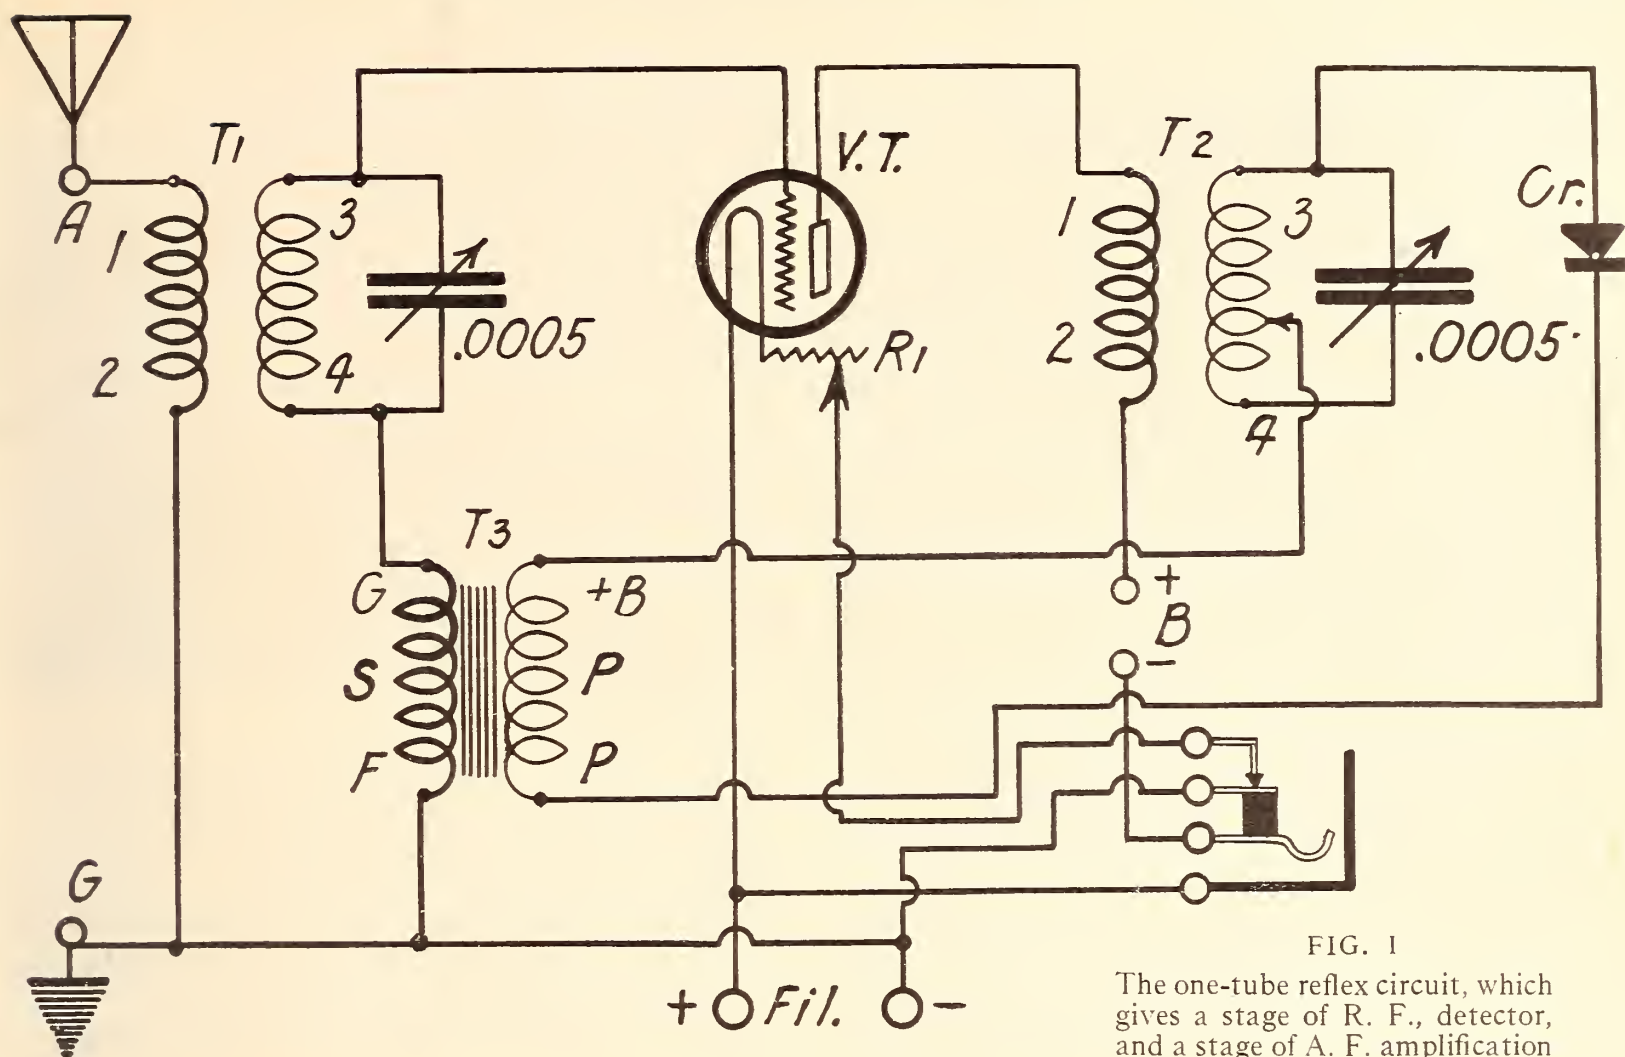 T1
T2
V.T.
Cr.
A
1
3
1
3
2
4
.0005
R1
2
4
.0005
T3
G
+B
+
B
-
S
P
F
P
G
+
Fil.
-
FIG. I
The one-tube reflex circuit, which
gives a stage of R. F., detector,
and a stage of A. F. amplification